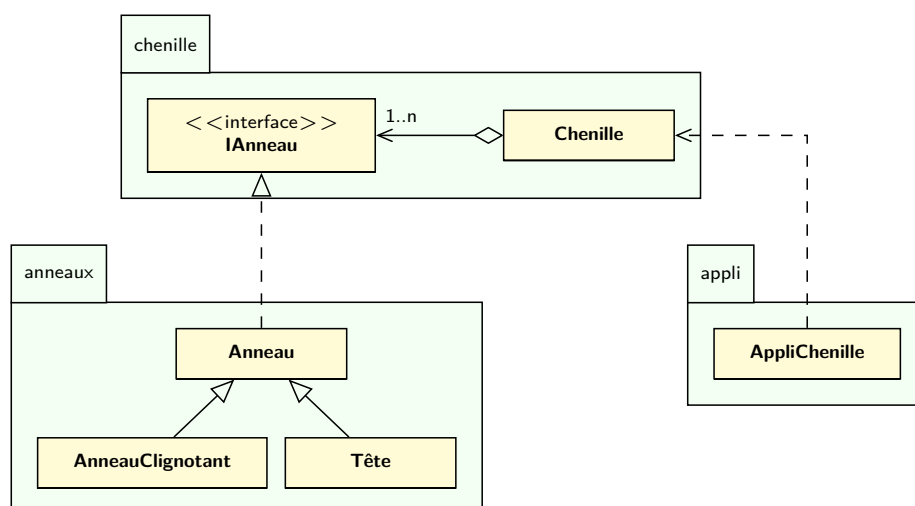 chenille
<<interface>>
IAnneau
1..n
Chenille
anneaux
appli
Anneau
AppliChenille
AnneauClignotant
Tête